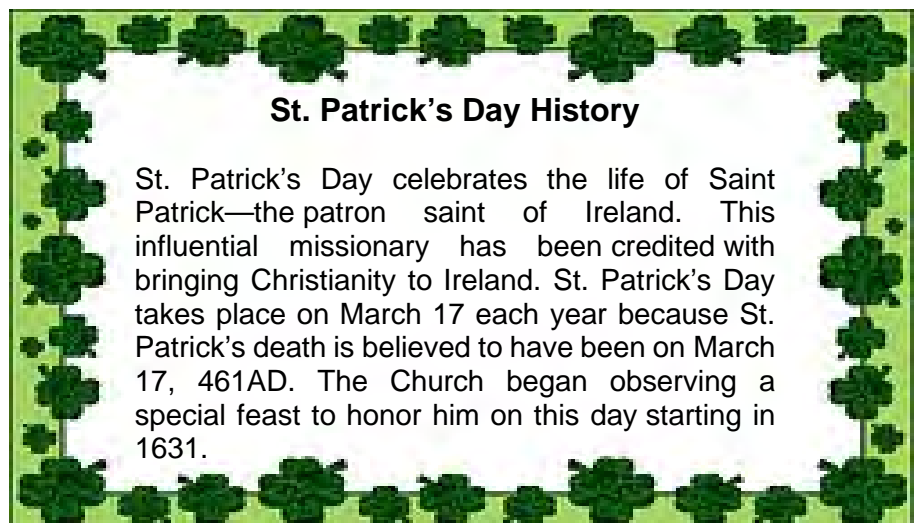 St. Patrick’s Day History
St. Patrick’s Day celebrates the life of Saint
Patrick—the patron saint of Ireland. This
influential missionary has been credited with
bringing Christianity to Ireland. St. Patrick’s Day
takes place on March 17 each year because St.
Patrick’s death is believed to have been on March
17, 461AD. The Church began observing a
special feast to honor him on this day starting in
1631.